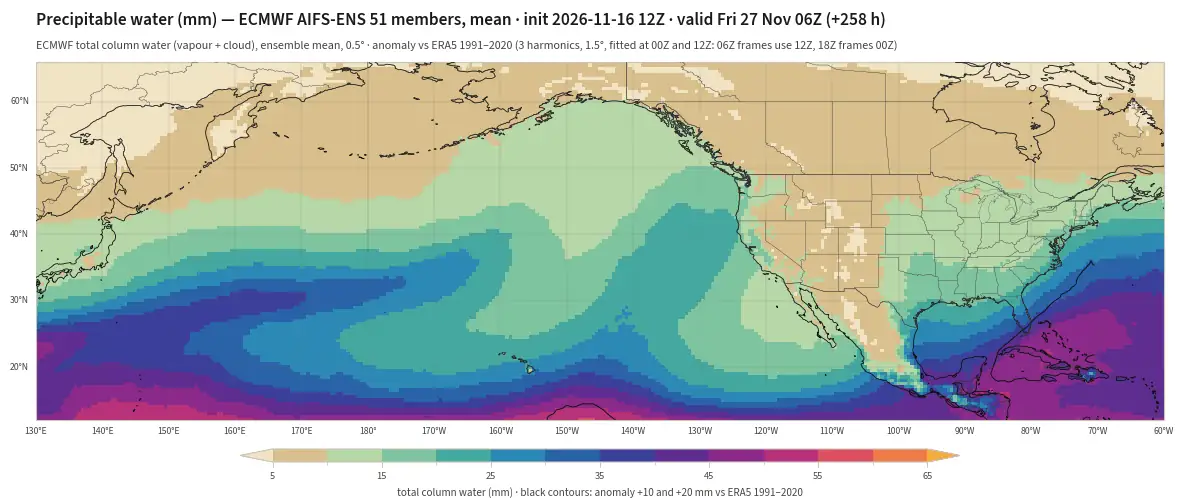 Precipitable water (mm) — ECMWF AIFS-ENS 51 members, mean · init 2026-11-16 12Z · valid Fri 27 Nov 06Z (+258 h)
ECMWF total column water (vapour + cloud), ensemble mean, 0.5° · anomaly vs ERA5 1991–2020 (3 harmonics, 1.5°, fitted at 00Z and 12Z: 06Z frames use 12Z, 18Z frames 00Z)
60°N
50°N
40°N
30°N
20°N
130°E 140°E 150°E 160°E 170°E 180° 170°W 160°W 150°W 140°W 130°W 120°W 110°W 100°W 90°W 80°W 70°W 60°W
5 15 25 35 45 55 65
total column water (mm) · black contours: anomaly +10 and +20 mm vs ERA5 1991–2020